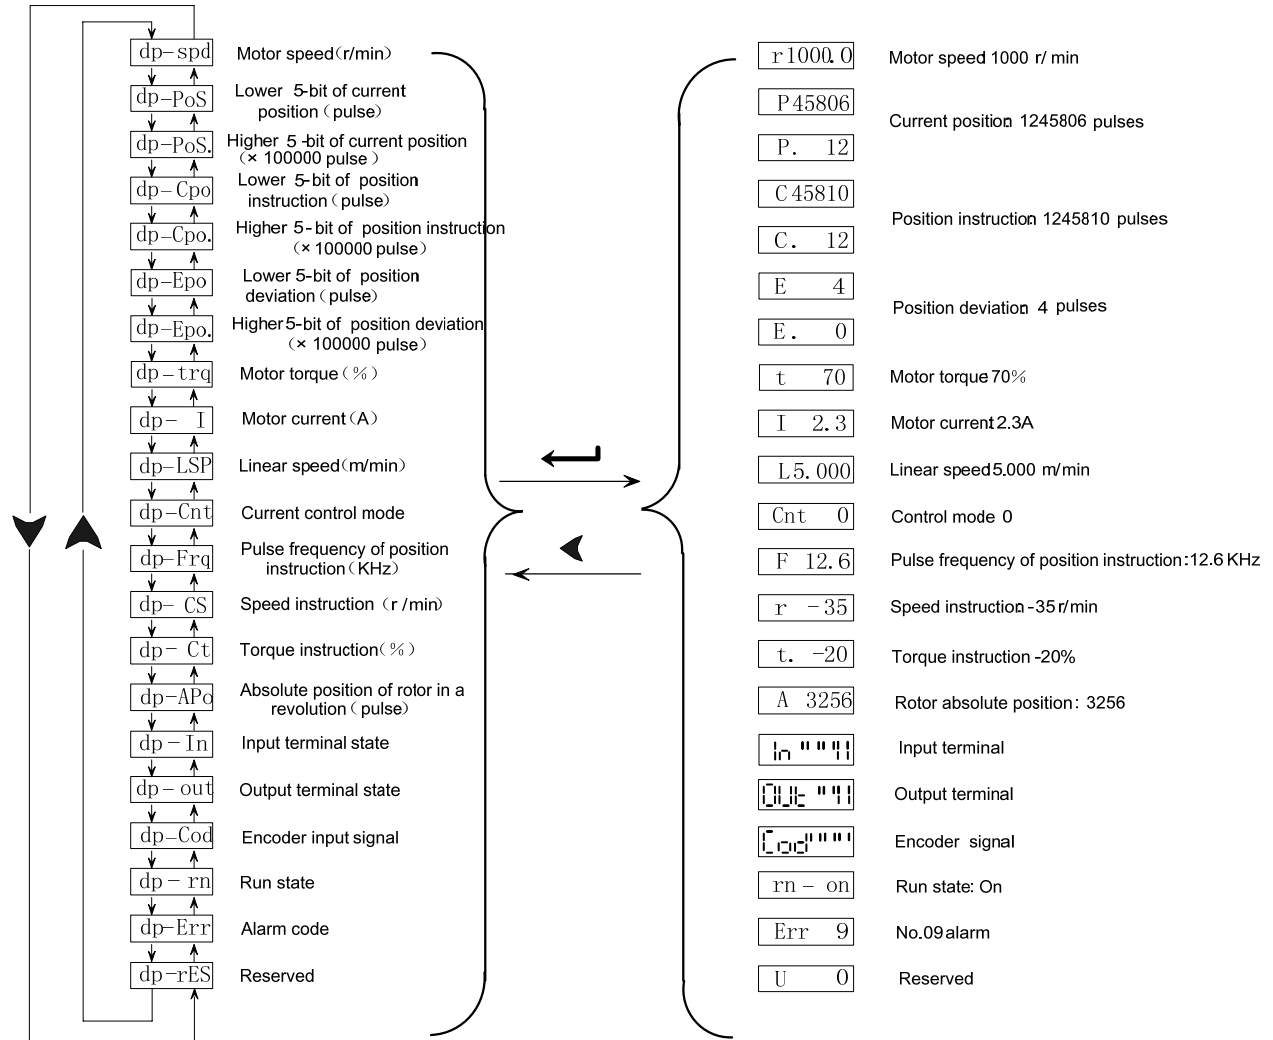 dp-spd Motor speed(r/min)
dp-PoS Lower 5-bit of current
position (pulse)
dp-PoS. Higher 5-bit of current position
(× 100000 pulse)
dp-Cpo Lower 5-bit of position
instruction (pulse)
dp-Cpo. Higher 5-bit of position instruction
(× 100000 pulse)
dp-Epo Lower 5-bit of position
deviation (pulse)
dp-Epo. Higher 5-bit of position deviation
(× 100000 pulse)
dp-trq Motor torque (%)
dp- I Motor current (A)
dp-LSP Linear speed(m/min)
dp-Cnt Current control mode
dp-Frq Pulse frequency of position
instruction (KHz)
dp- CS Speed instruction (r/min)
dp- Ct Torque instruction (%)
dp-APo Absolute position of rotor in a
revolution (pulse)
dp-In Input terminal state
dp-out Output terminal state
dp-Cod Encoder input signal
dp-rn Run state
dp-Err Alarm code
dp-rES Reserved
r1000.0 Motor speed 1000 r/ min
P45806
Current position 1245806 pulses
P. 12
C45810
Position instruction 1245810 pulses
C. 12
E 4
Position deviation 4 pulses
E. 0
t 70 Motor torque 70%
I 2.3 Motor current 2.3A
L5.000 Linear speed 5.000 m/min
Cnt 0 Control mode 0
F 12.6 Pulse frequency of position instruction:12.6 KHz
r -35 Speed instruction -35 r/min
t. -20 Torque instruction -20%
A 3256 Rotor absolute position: 3256
In Input terminal
OUt Output terminal
Cod Encoder signal
rn- on Run state: On
Err 9 No.09 alarm
U 0 Reserved